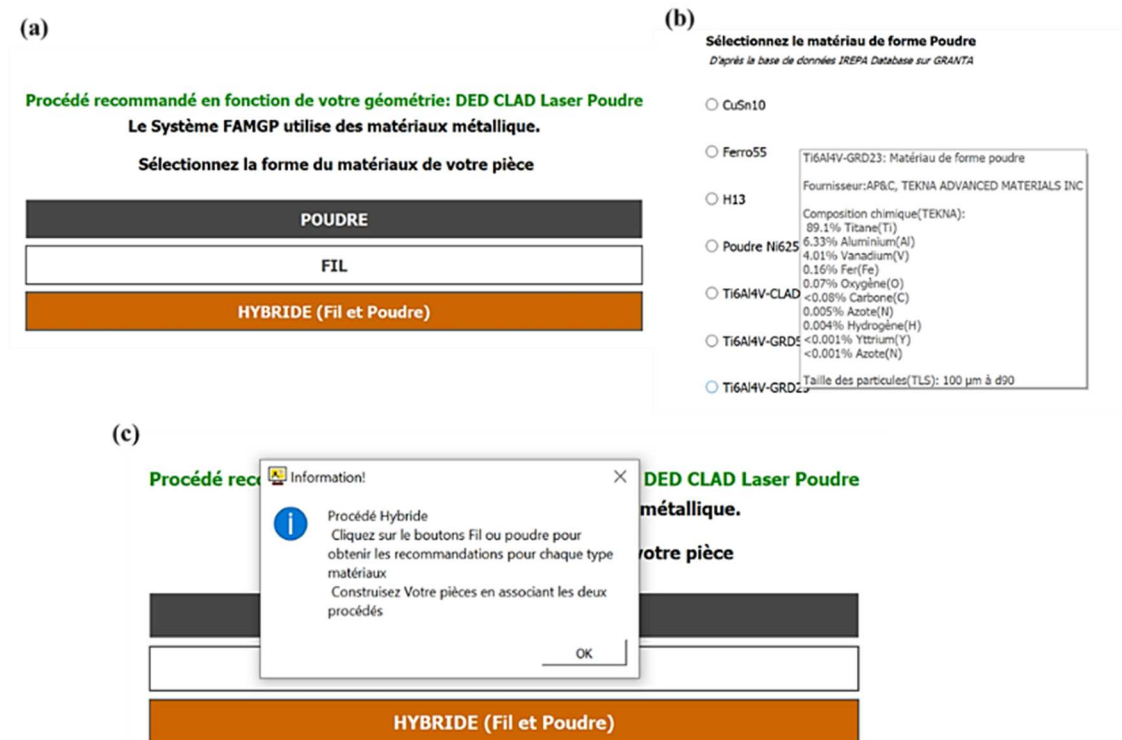 (a)
Procédé recommandé en fonction de votre géométrie: DED CLAD Laser Poudre
Le Système FAMGP utilise des matériaux métallique.
Sélectionnez la forme du matériaux de votre pièce
POUDRE
FIL
HYBRIDE (Fil et Poudre)
(b)
Sélectionnez le matériau de forme Poudre
D'après la base de données IREPA Database sur GRANTA
CuSn10
Ferro55
H13
Poudre Ni625
Ti6Al4V-CLAD
Ti6Al4V-GRD5
Ti6Al4V-GRD23
Ti6Al4V-GRD23: Matériau de forme poudre
Fournisseur:AP&C, TEKNA ADVANCED MATERIALS INC
Composition chimique(TEKNA):
89.1% Titane(Ti)
6.33% Aluminium(Al)
4.01% Vanadium(V)
0.16% Fer(Fe)
0.07% Oxygène(O)
<0.08% Carbone(C)
0.005% Azote(N)
0.004% Hydrogène(H)
<0.001% Yttrium(Y)
<0.001% Azote(N)
Taille des particules(TLS): 100 µm à d90
(c)
Procédé rec
DED CLAD Laser Poudre
métallique.
votre pièce
Information!
Procédé Hybride
Cliquez sur le boutons Fil ou poudre pour
obtenir les recommandations pour chaque type
matériaux
Construisez Votre pièces en associant les deux
procédés
OK
HYBRIDE (Fil et Poudre)